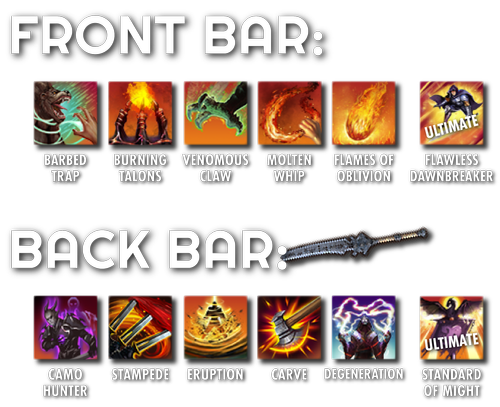 FRONT BAR:
ULTIMATE
BARBED TRAP
BURNING TALONS
VENOMOUS CLAW
MOLTEN WHIP
FLAMES OF OBLIVION
FLAWLESS DAWNBREAKER
BACK BAR:
ULTIMATE
CAMO HUNTER
STAMPEDE
ERUPTION
CARVE
DEGENERATION
STANDARD OF MIGHT